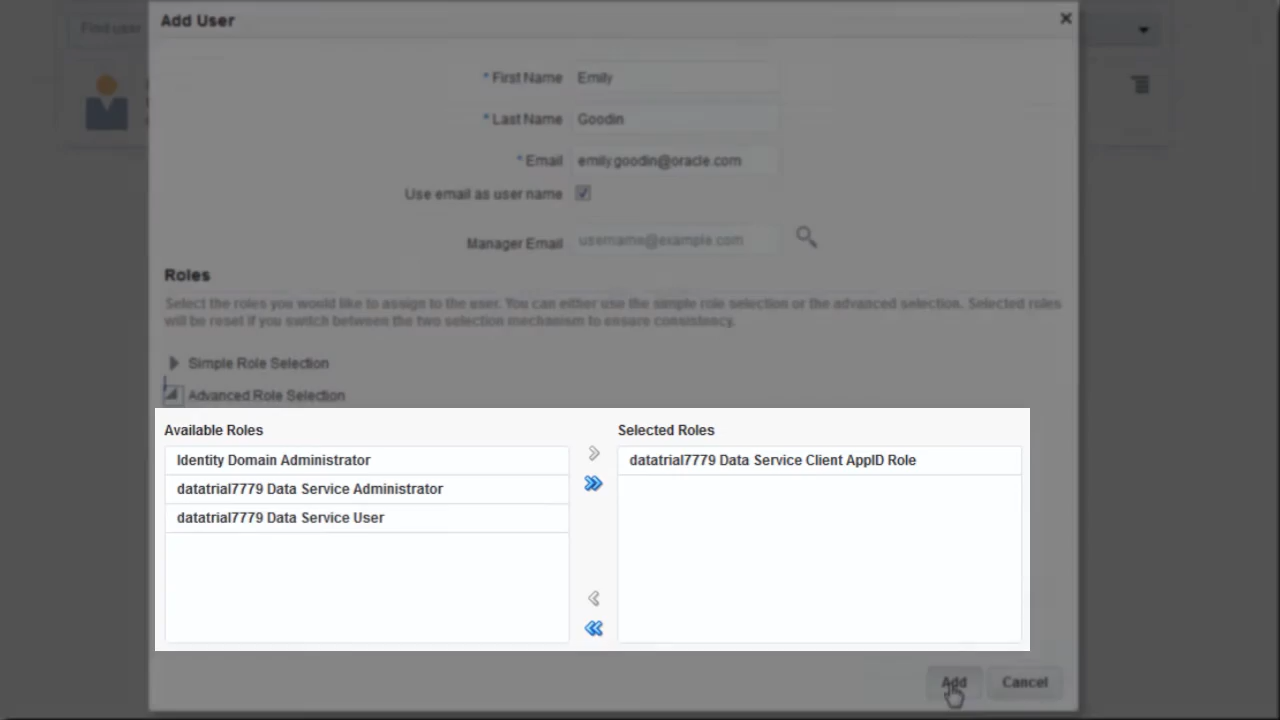 Find user
Add User
* First Name Emily
* Last Name Goodin
* Email emily.goodin@oracle.com
Use email as user name
Manager Email username@example.com
Roles
Select the roles you would like to assign to the user. You can either use the simple role selection or the advanced selection. Selected roles
will be reset if you switch between the two selection mechanism to ensure consistency.
Simple Role Selection
Advanced Role Selection
Available Roles
Identity Domain Administrator
datatrial7779 Data Service Administrator
datatrial7779 Data Service User
Selected Roles
datatrial7779 Data Service Client AppID Role
Add Cancel